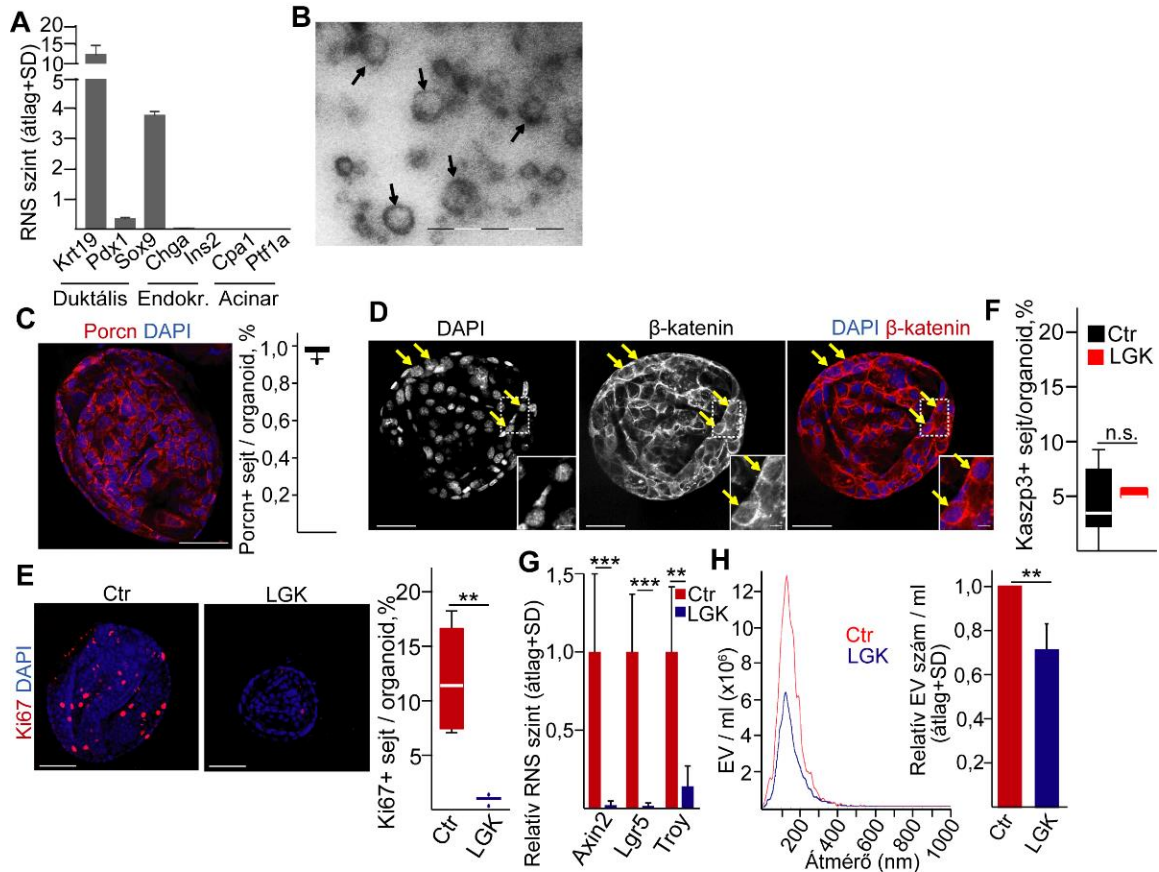 A
RNS szint (átlag+SD)
20
15
10
5
4
3
2
1
Krt19
Pdx1
Sox9
Chga
Ins2
Cpa1
Ptf1a
Duktális
Endokr.
Acinar
B
C
Porcn DAPI
Porcn+ sejt / organoid, %
1,0
0,8
0,6
0,4
0,2
D
DAPI
β-katenin
DAPI β-katenin
F
Kaszp3+ sejt/organoid,%
20
15
10
5
Ctr
LGK
n.s.
E
Ki67 DAPI
Ctr
LGK
Ki67+ sejt / organoid,%
20
15
10
5
**
Ctr
LGK
G
Relatív RNS szint (átlag+SD)
1,5
1,0
0,5
***
***
**
Ctr
LGK
Axin2
Lgr5
Troy
H
EV / ml (x10⁶)
12
10
8
6
4
2
Ctr
LGK
200
400
600
800
1000
Átmérő (nm)
Relatív EV szám / ml
(átlag+SD)
1,0
0,8
0,6
0,4
0,2
**
Ctr
LGK